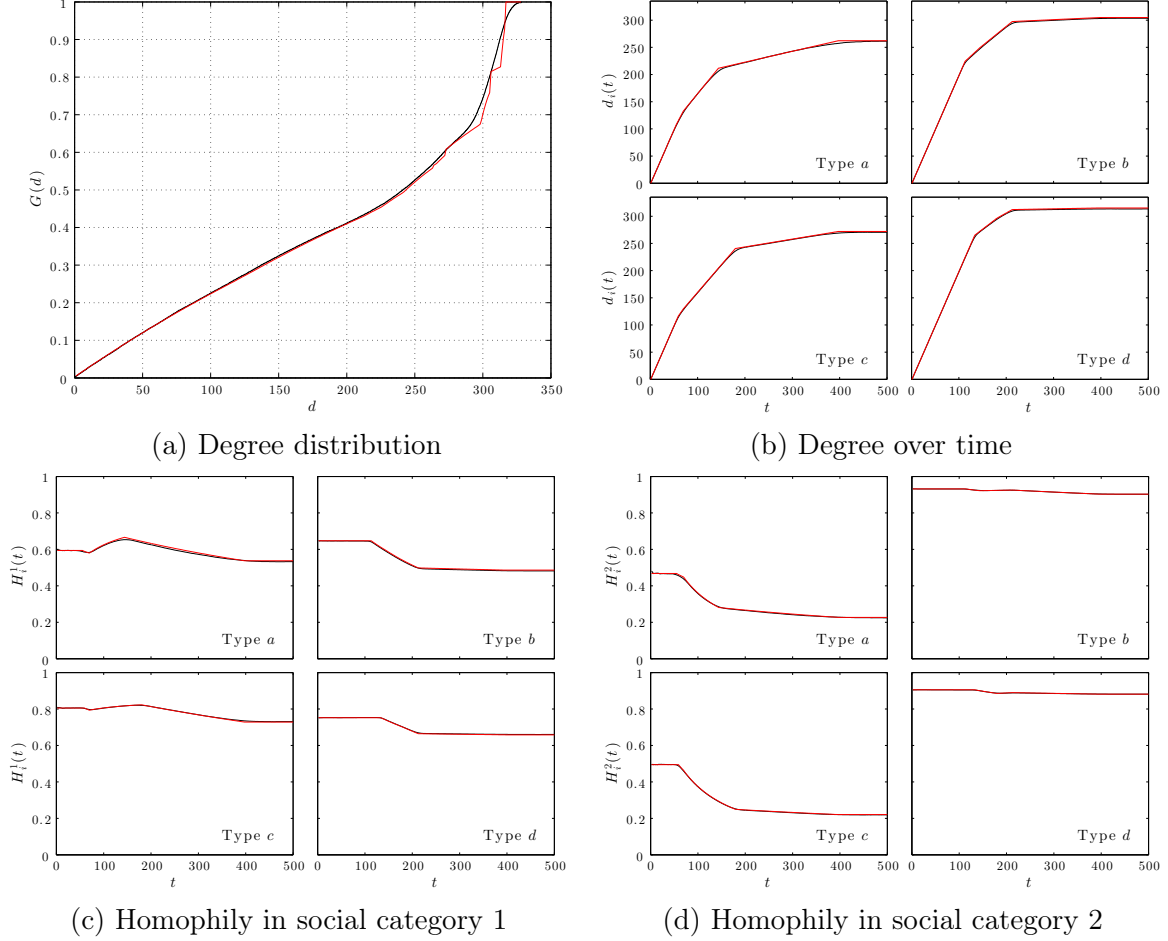 1
0.9
0.8
0.7
0.6
0.5
0.4
0.3
0.2
0.1
0
G(d)
0 50 100 150 200 250 300 350
d
(a) Degree distribution
300
250
200
150
100
50
0
d_i(t)
Type a
Type b
300
250
200
150
100
50
0
d_i(t)
Type c
Type d
0 100 200 300 400 500
0 100 200 300 400 500
t
t
(b) Degree over time
1
0.8
0.6
0.4
0.2
0
H_i^1(t)
Type a
Type b
1
0.8
0.6
0.4
0.2
0
H_i^1(t)
Type c
Type d
0 100 200 300 400 500
0 100 200 300 400 500
t
t
(c) Homophily in social category 1
1
0.8
0.6
0.4
0.2
0
H_i^2(t)
Type a
Type b
1
0.8
0.6
0.4
0.2
0
H_i^2(t)
Type c
Type d
0 100 200 300 400 500
0 100 200 300 400 500
t
t
(d) Homophily in social category 2